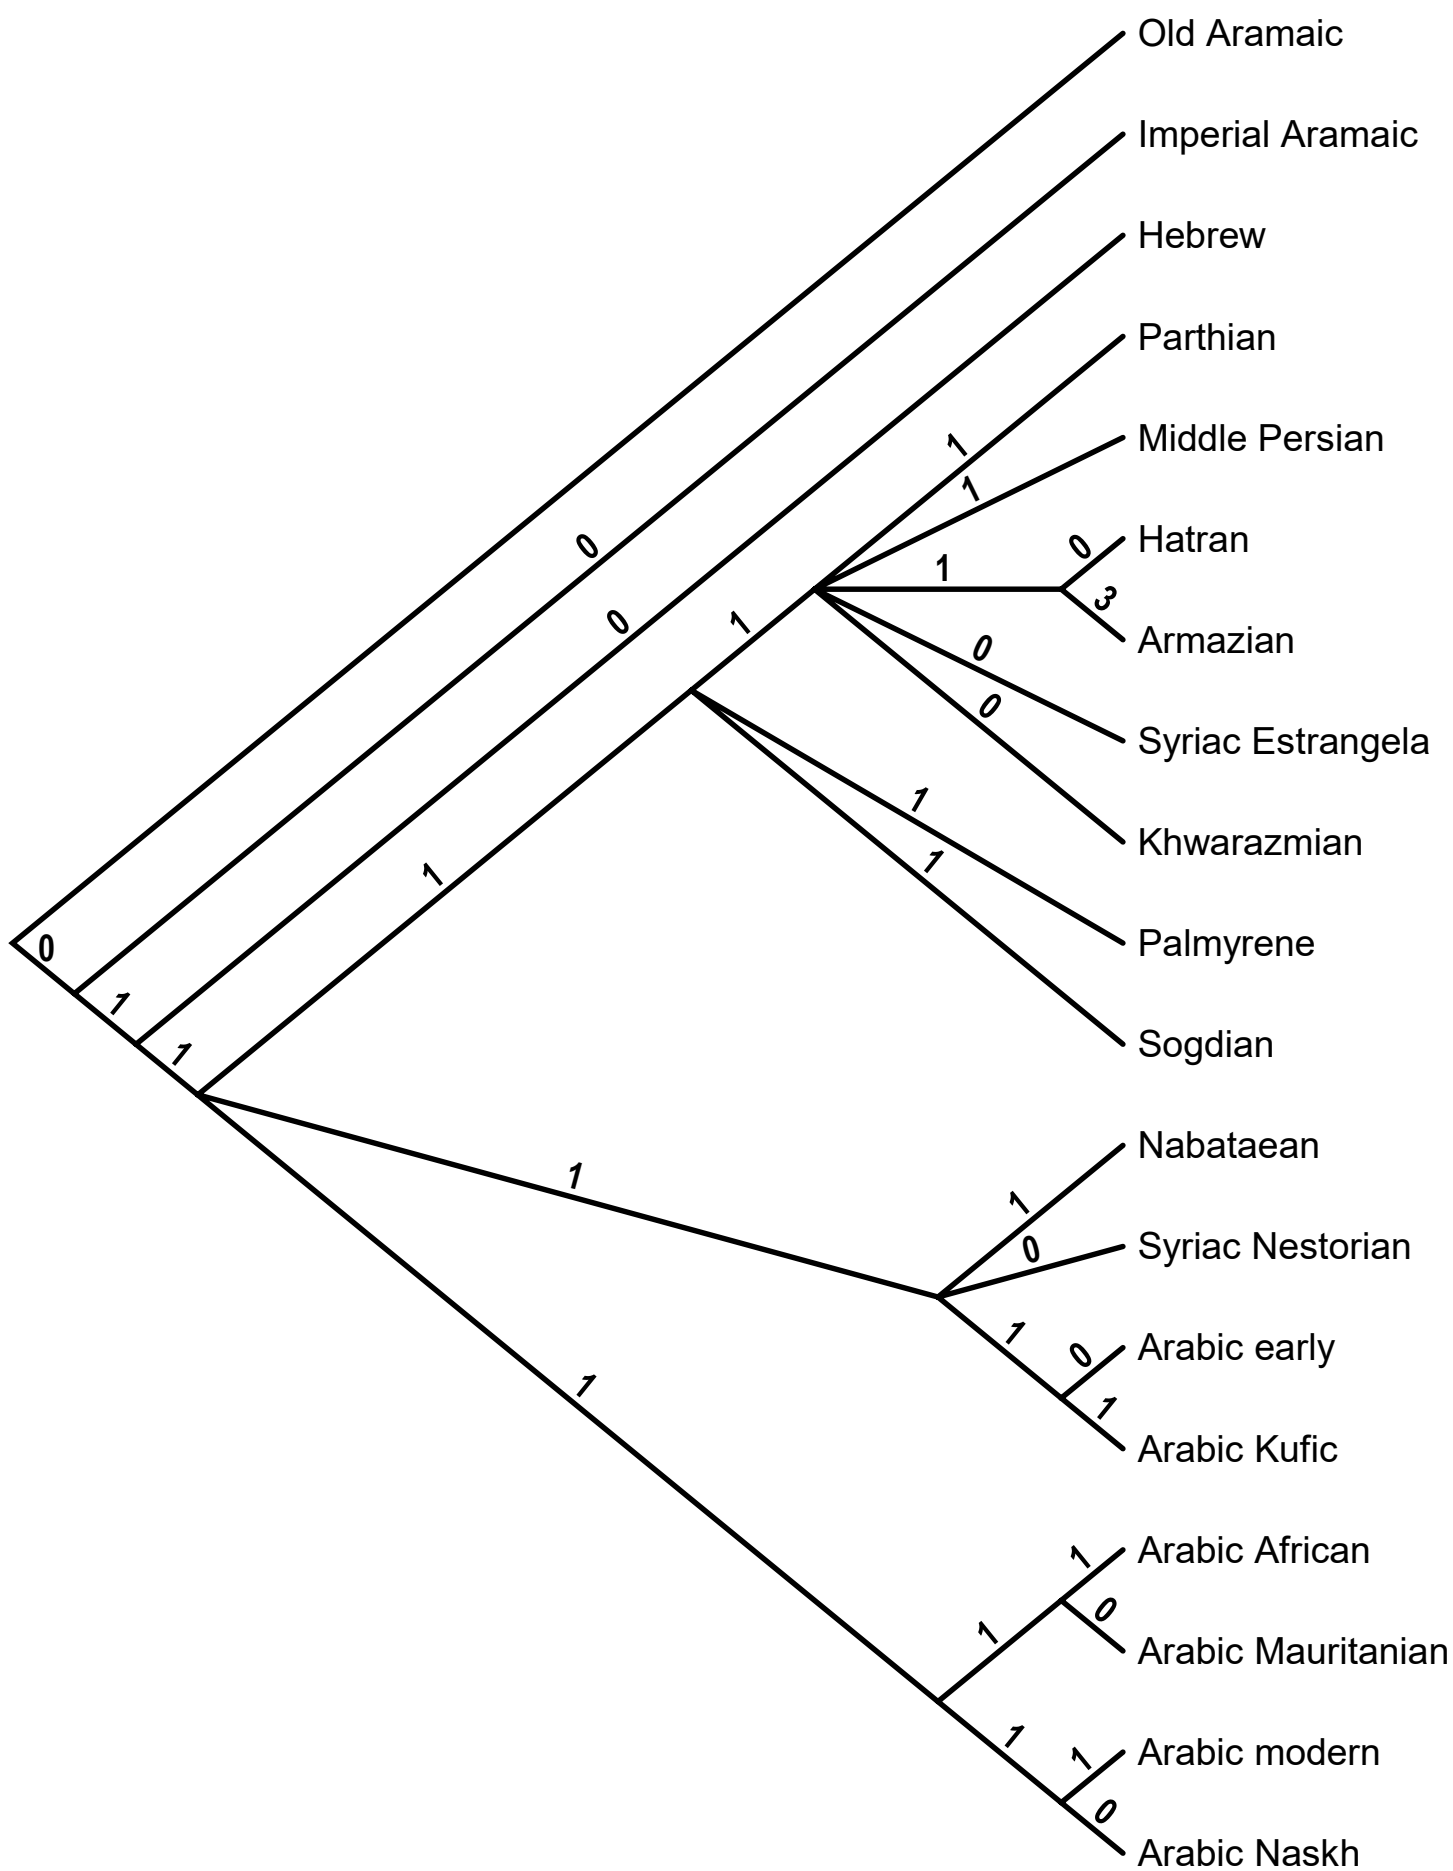 Old Aramaic
Imperial Aramaic
0
Hebrew
0
Parthian
1
Middle Persian
1
1
Hatran
0
Armazian
3
1
Syriac Estrangela
0
Khwarazmian
0
Palmyrene
1
Sogdian
1
1
0
1
1
Nabataean
1
Syriac Nestorian
0
1
Arabic early
0
1
Arabic Kufic
1
1
Arabic African
1
Arabic Mauritanian
0
1
Arabic modern
1
1
Arabic Naskh
0